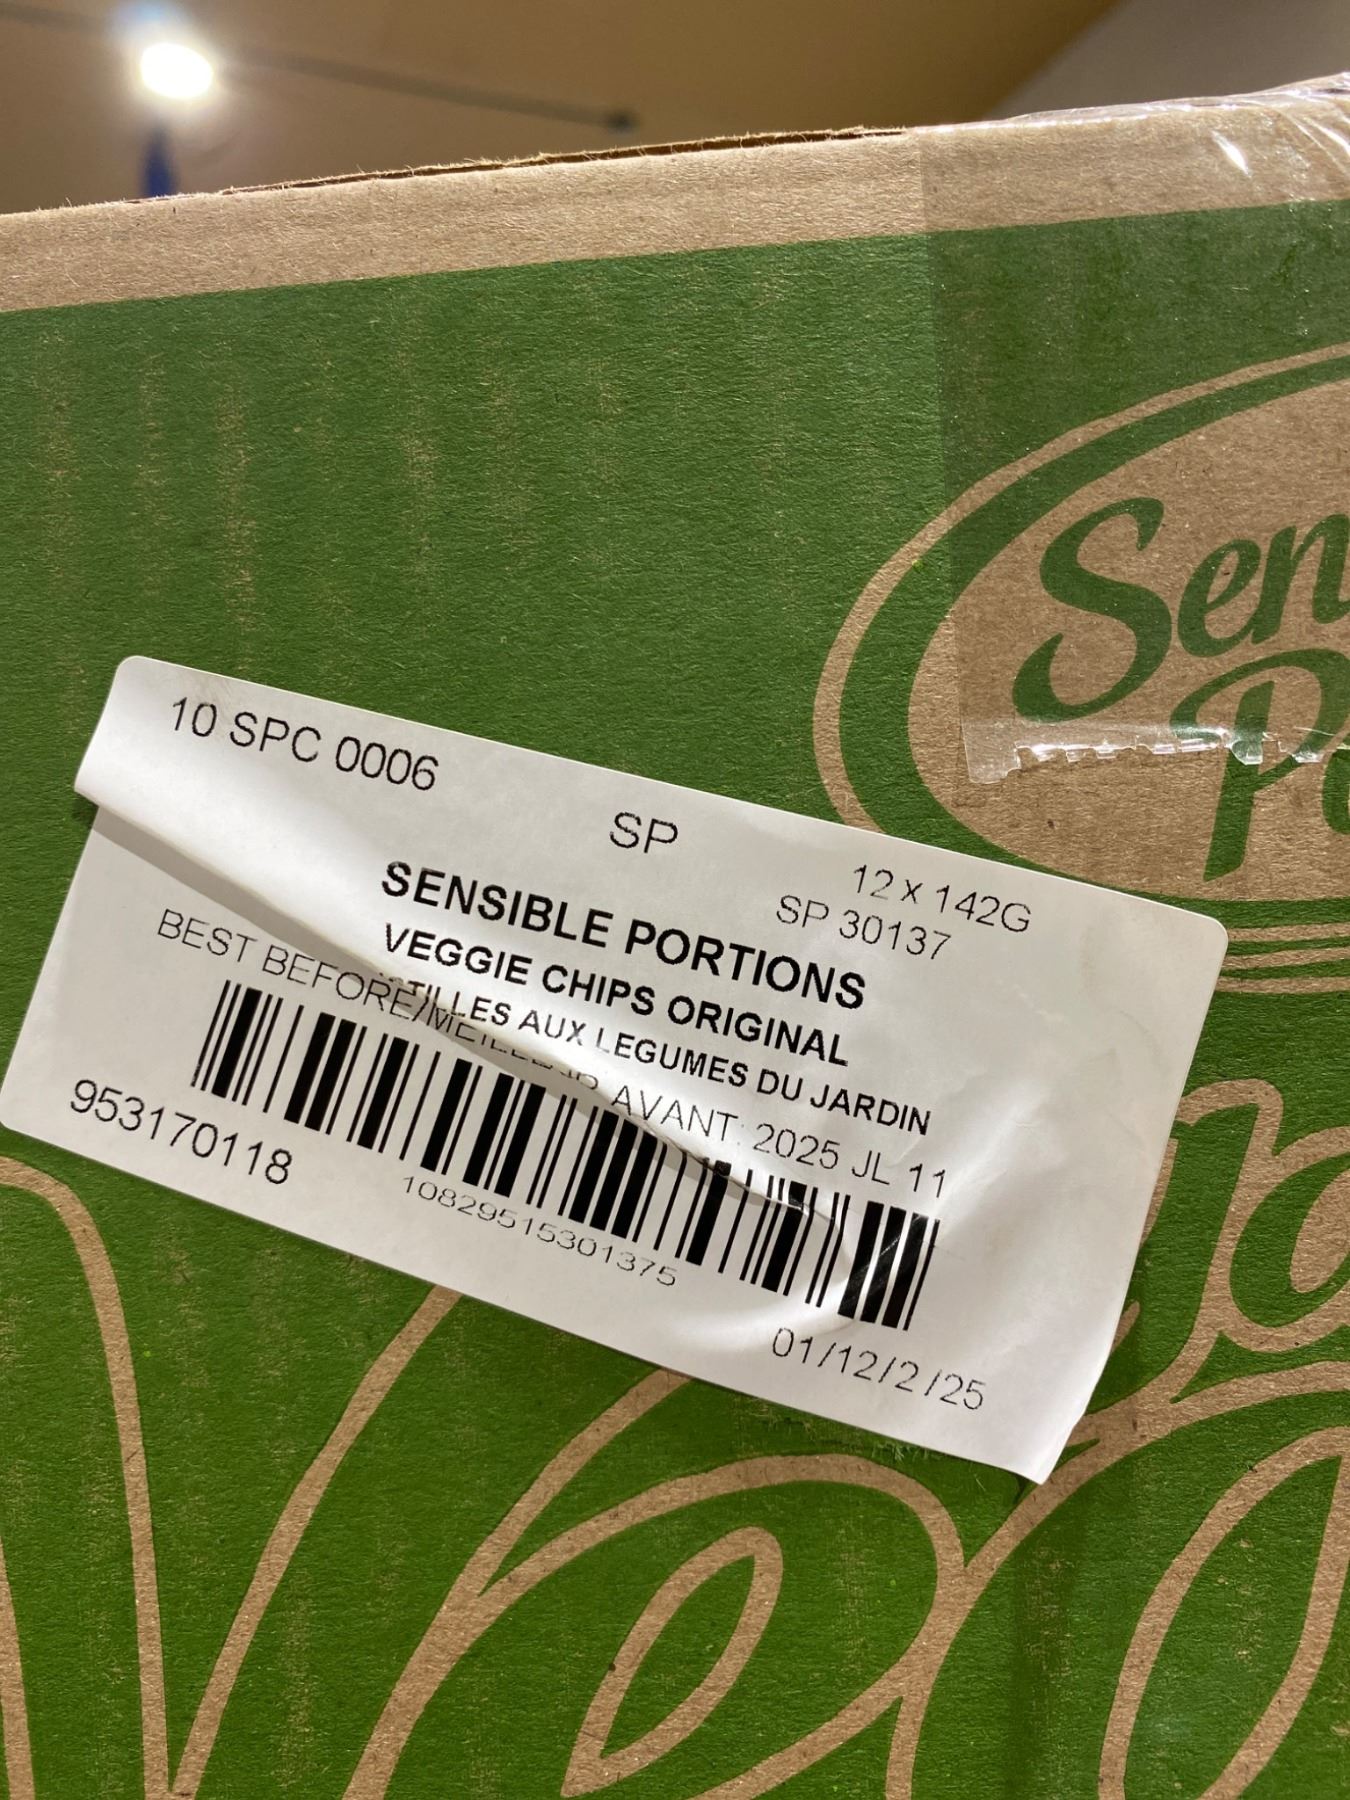 Sen
10 SPC 0006
SP
12 x 142G
SP 30137
SENSIBLE PORTIONS
VEGGIE CHIPS ORIGINAL
AUX LEGUMES DU JARDIN
BEST BEFORE/ AVANT: 2025 JL 11
953170118
10829515301375
01/12/2/25